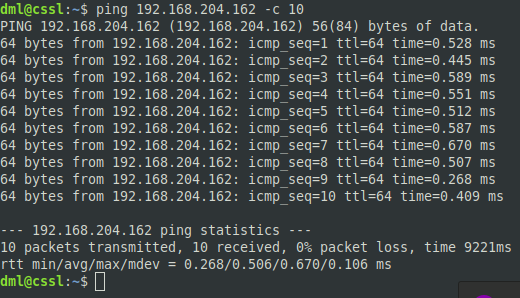 dml@cssl:~$ ping 192.168.204.162 -c 10
PING 192.168.204.162 (192.168.204.162) 56(84) bytes of data.
64 bytes from 192.168.204.162: icmp_seq=1 ttl=64 time=0.528 ms
64 bytes from 192.168.204.162: icmp_seq=2 ttl=64 time=0.445 ms
64 bytes from 192.168.204.162: icmp_seq=3 ttl=64 time=0.589 ms
64 bytes from 192.168.204.162: icmp_seq=4 ttl=64 time=0.551 ms
64 bytes from 192.168.204.162: icmp_seq=5 ttl=64 time=0.512 ms
64 bytes from 192.168.204.162: icmp_seq=6 ttl=64 time=0.587 ms
64 bytes from 192.168.204.162: icmp_seq=7 ttl=64 time=0.670 ms
64 bytes from 192.168.204.162: icmp_seq=8 ttl=64 time=0.507 ms
64 bytes from 192.168.204.162: icmp_seq=9 ttl=64 time=0.268 ms
64 bytes from 192.168.204.162: icmp_seq=10 ttl=64 time=0.409 ms
--- 192.168.204.162 ping statistics ---
10 packets transmitted, 10 received, 0% packet loss, time 9221ms
rtt min/avg/max/mdev = 0.268/0.506/0.670/0.106 ms
dml@cssl:~$